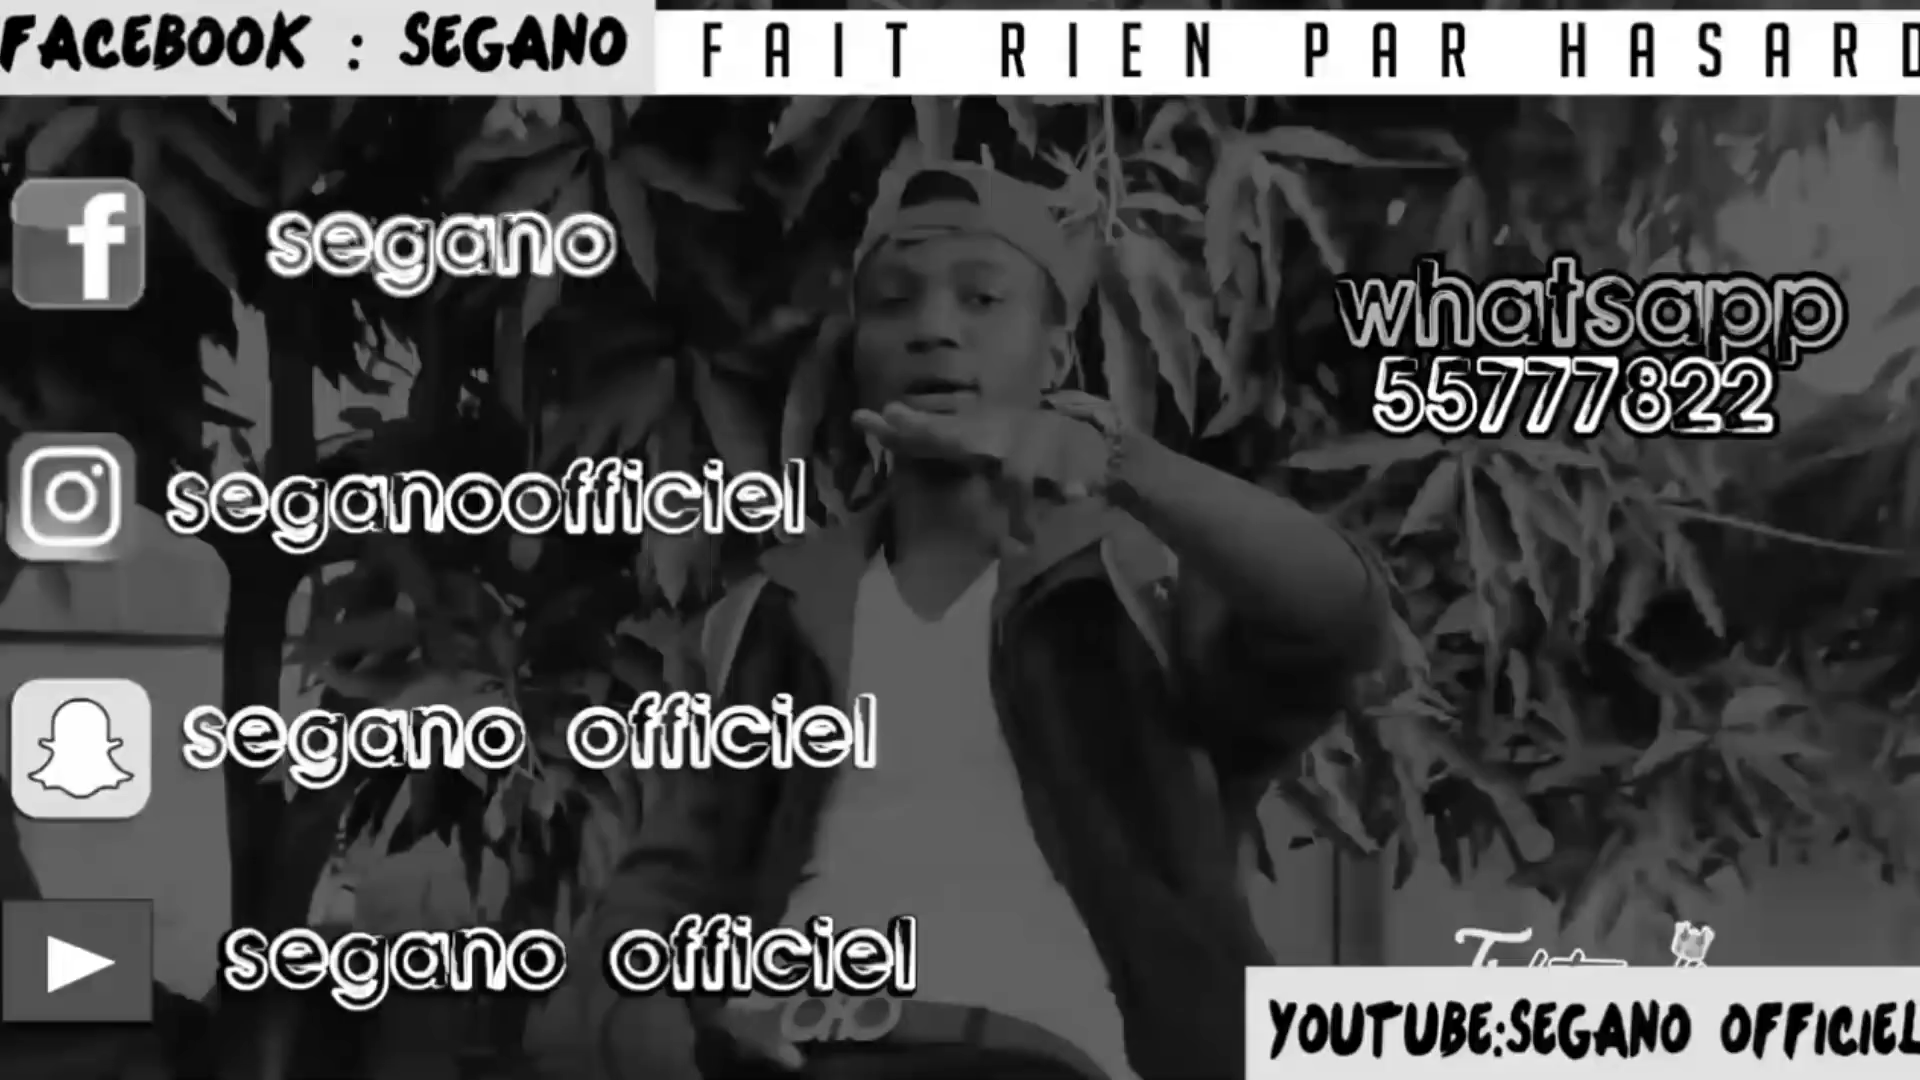 FACEBOOK : SEGANO
FAIT RIEN PAR HASARD
segano
whatsapp
55777822
seganoofficiel
segano officiel
segano officiel
YOUTUBE:SEGANO OFFICIEL